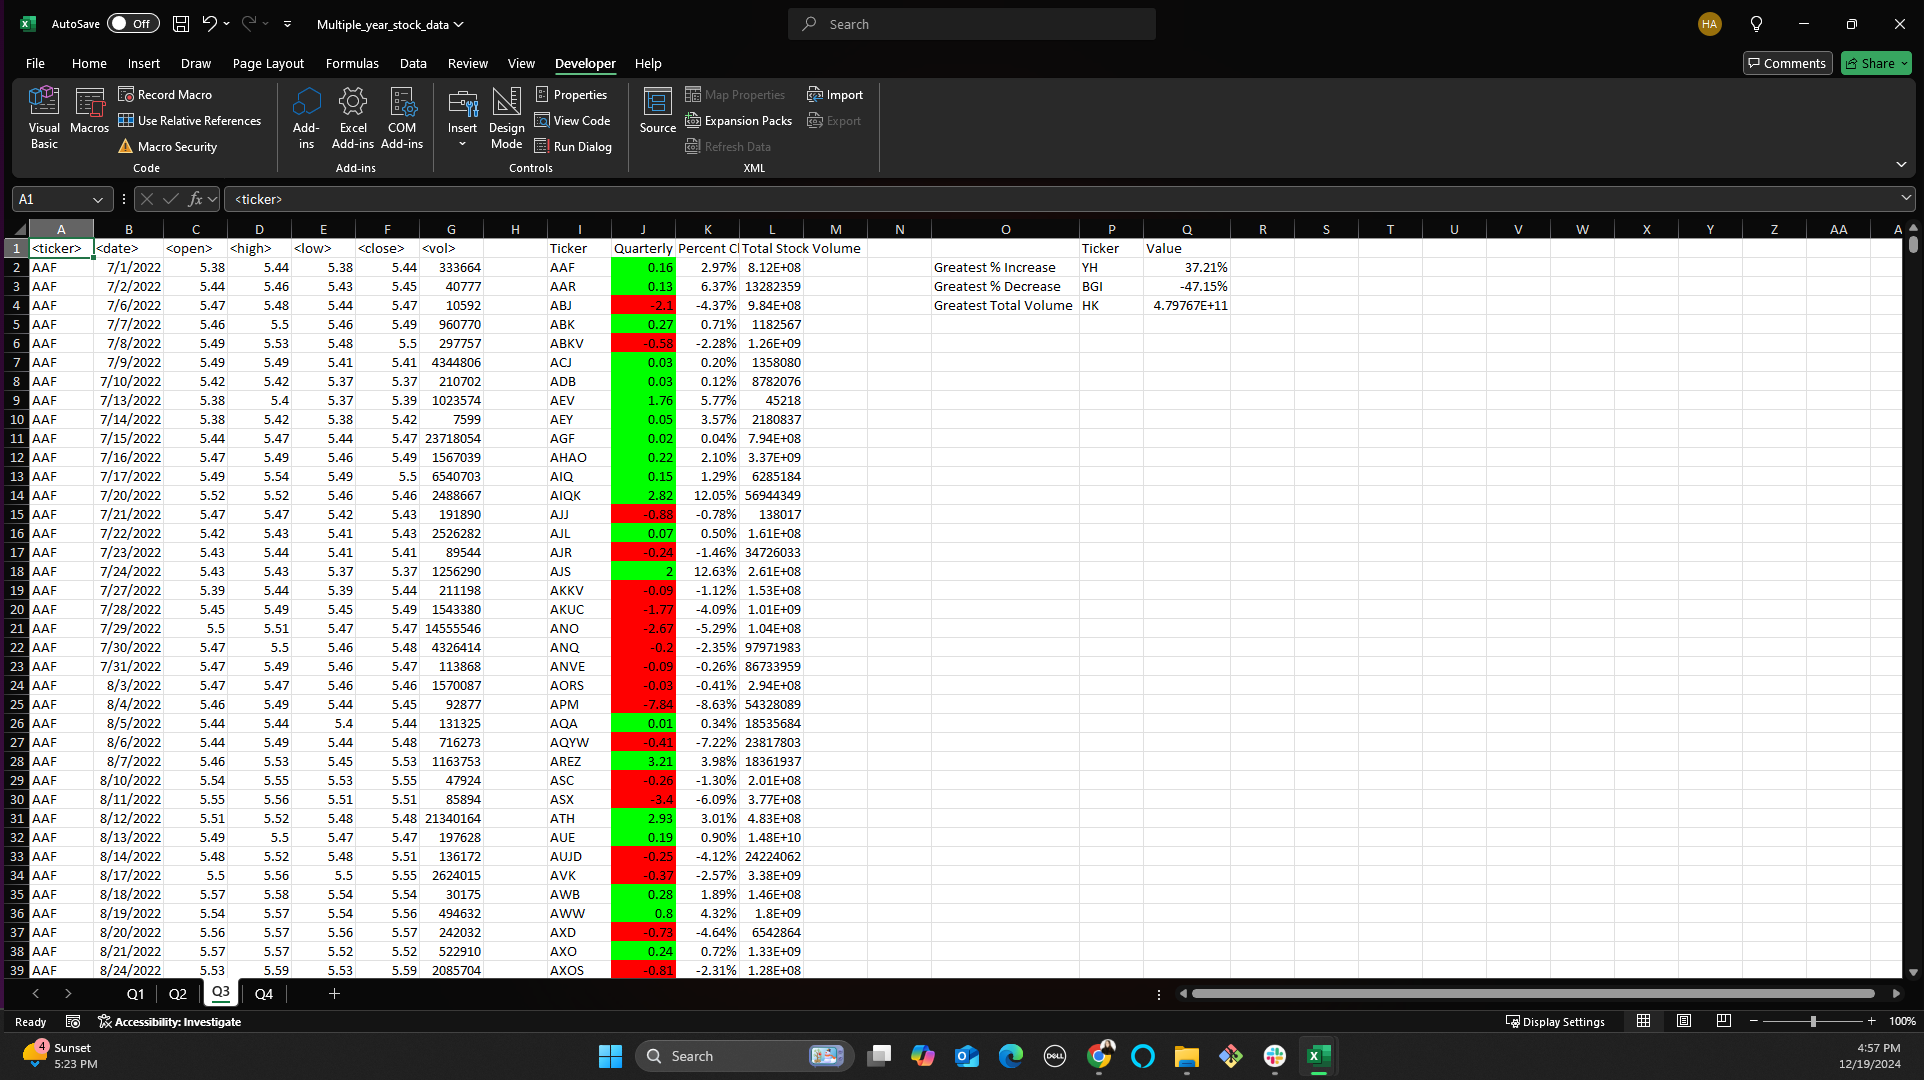 AutoSave Off Multiple_year_stock_data Search HA
File Home Insert Draw Page Layout Formulas Data Review View Developer Help Comments Share
Visual Basic
Macros
Record Macro
Use Relative References
Macro Security
Code
Add-ins
Excel Add-ins
COM Add-ins
Add-ins
Insert
Design Mode
Properties
View Code
Run Dialog
Controls
Source
Map Properties
Expansion Packs
Refresh Data
Import
Export
XML
A1 fx <ticker>
A B C D E F G H I J K L M N O P Q R S T U V W X Y Z AA A
1 <ticker> <date> <open> <high> <low> <close> <vol> Ticker Quarterly Percent Cl Total Stock Volume Ticker Value
2 AAF 7/1/2022 5.38 5.44 5.38 5.44 333664 AAF 0.16 2.97% 8.12E+08 Greatest % Increase YH 37.21%
3 AAF 7/2/2022 5.44 5.46 5.43 5.45 40777 AAR 0.13 6.37% 13282359 Greatest % Decrease BGI -47.15%
4 AAF 7/6/2022 5.47 5.48 5.44 5.47 10592 ABJ -2.1 -4.37% 9.84E+08 Greatest Total Volume HK 4.79767E+11
5 AAF 7/7/2022 5.46 5.5 5.46 5.49 960770 ABK 0.27 0.71% 1182567
6 AAF 7/8/2022 5.49 5.53 5.48 5.5 297757 ABKV -0.58 -2.28% 1.26E+09
7 AAF 7/9/2022 5.49 5.49 5.41 5.41 4344806 ACJ 0.03 0.20% 1358080
8 AAF 7/10/2022 5.42 5.42 5.37 5.37 210702 ADB 0.03 0.12% 8782076
9 AAF 7/13/2022 5.38 5.4 5.37 5.39 1023574 AEV 1.76 5.77% 45218
10 AAF 7/14/2022 5.38 5.42 5.38 5.42 7599 AEY 0.05 3.57% 2180837
11 AAF 7/15/2022 5.44 5.47 5.44 5.47 23718054 AGF 0.02 0.04% 7.94E+08
12 AAF 7/16/2022 5.47 5.49 5.46 5.49 1567039 AHAO 0.22 2.10% 3.37E+09
13 AAF 7/17/2022 5.49 5.54 5.49 5.5 6540703 AIQ 0.15 1.29% 6285184
14 AAF 7/20/2022 5.52 5.52 5.46 5.46 2488667 AIQK 2.82 12.05% 56944349
15 AAF 7/21/2022 5.47 5.47 5.42 5.43 191890 AJJ -0.88 -0.78% 138017
16 AAF 7/22/2022 5.42 5.43 5.41 5.43 2526282 AJL 0.07 0.50% 1.61E+08
17 AAF 7/23/2022 5.43 5.44 5.41 5.41 89544 AJR -0.24 -1.46% 34726033
18 AAF 7/24/2022 5.43 5.43 5.37 5.37 1256290 AJS 2 12.63% 2.61E+08
19 AAF 7/27/2022 5.39 5.44 5.39 5.44 211198 AKKV -0.09 -1.12% 1.53E+08
20 AAF 7/28/2022 5.45 5.49 5.45 5.49 1543380 AKUC -1.77 -4.09% 1.01E+09
21 AAF 7/29/2022 5.5 5.51 5.47 5.47 14555546 ANO -2.67 -5.29% 1.04E+08
22 AAF 7/30/2022 5.47 5.5 5.46 5.48 4326414 ANQ -0.2 -2.35% 97971983
23 AAF 7/31/2022 5.47 5.49 5.46 5.47 113868 ANVE -0.09 -0.26% 86733959
24 AAF 8/3/2022 5.47 5.47 5.46 5.46 1570087 AORS -0.03 -0.41% 2.94E+08
25 AAF 8/4/2022 5.46 5.49 5.44 5.45 92877 APM -7.84 -8.63% 54328089
26 AAF 8/5/2022 5.44 5.44 5.4 5.44 131325 AQA 0.01 0.34% 18535684
27 AAF 8/6/2022 5.44 5.49 5.44 5.48 716273 AQYW -0.41 -7.22% 23817803
28 AAF 8/7/2022 5.46 5.53 5.45 5.53 1163753 AREZ 3.21 3.98% 18361937
29 AAF 8/10/2022 5.54 5.55 5.53 5.55 47924 ASC -0.26 -1.30% 2.01E+08
30 AAF 8/11/2022 5.55 5.56 5.51 5.51 85894 ASX -3.4 -6.09% 3.77E+08
31 AAF 8/12/2022 5.51 5.52 5.48 5.48 21340164 ATH 2.93 3.01% 4.83E+08
32 AAF 8/13/2022 5.49 5.5 5.47 5.47 197628 AUE 0.19 0.90% 1.48E+10
33 AAF 8/14/2022 5.48 5.52 5.48 5.51 136172 AUJD -0.25 -4.12% 24224062
34 AAF 8/17/2022 5.5 5.56 5.5 5.55 2624015 AVK -0.37 -2.57% 3.38E+09
35 AAF 8/18/2022 5.57 5.58 5.54 5.54 30175 AWB 0.28 1.89% 1.46E+08
36 AAF 8/19/2022 5.54 5.57 5.54 5.56 494632 AWW 0.8 4.32% 1.8E+09
37 AAF 8/20/2022 5.56 5.57 5.56 5.57 242032 AXD -0.73 -4.64% 6542864
38 AAF 8/21/2022 5.57 5.57 5.52 5.52 522910 AXO 0.24 0.72% 1.33E+09
39 AAF 8/24/2022 5.53 5.59 5.53 5.59 2085704 AXOS -0.81 -2.31% 1.28E+08
Q1 Q2 Q3 Q4
Ready Accessibility: Investigate Display Settings 100%
4 Sunset
5:23 PM
Search
DELL
4:57 PM
12/19/2024